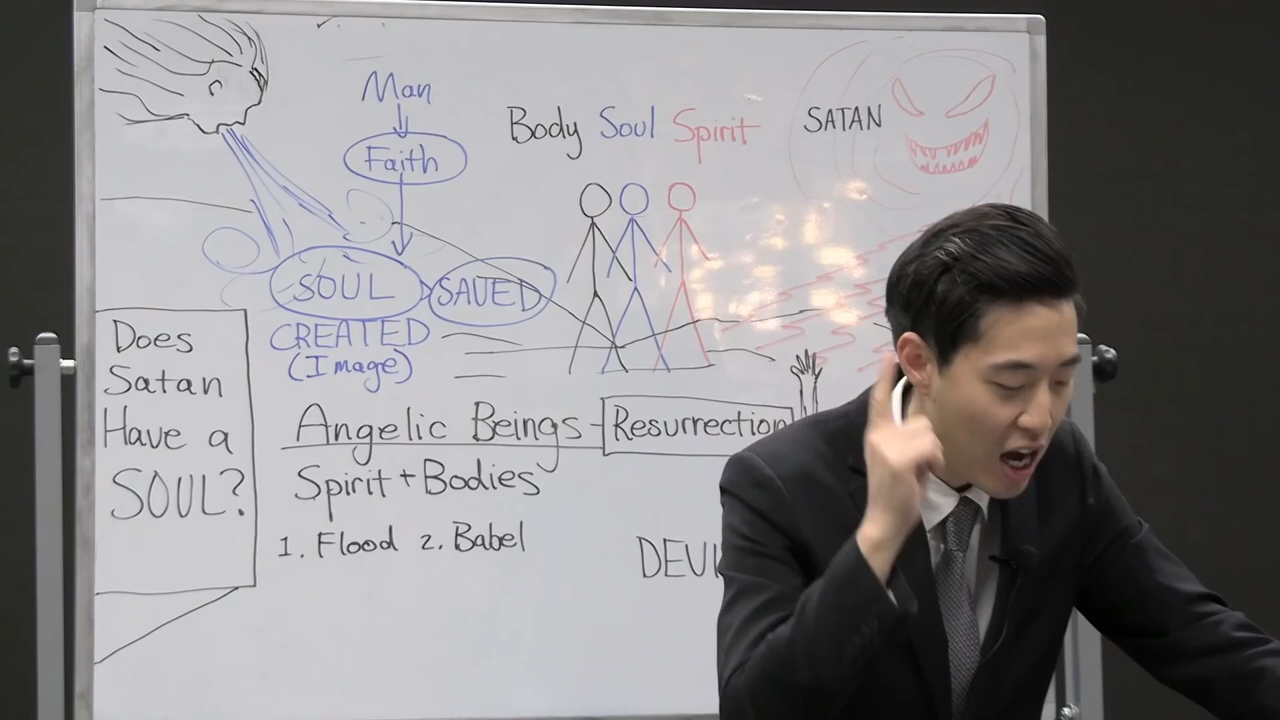 Man
Faith
Body Soul Spirit
SATAN
SOUL
SAVED
CREATED
(Image)
Does
Satan
Have a
SOUL?
Angelic Beings - Resurrection
Spirit + Bodies
1. Flood 2. Babel